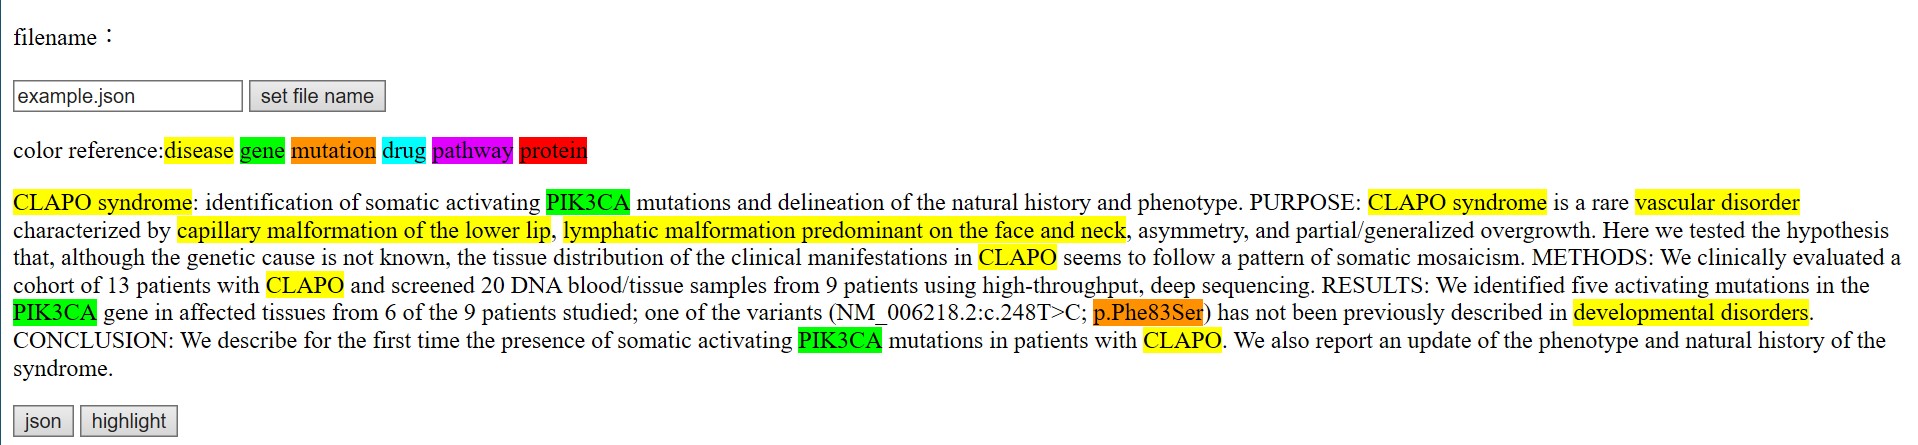 filename：
example.json set file name
color reference:disease gene mutation drug pathway protein
CLAPO syndrome: identification of somatic activating PIK3CA mutations and delineation of the natural history and phenotype. PURPOSE: CLAPO syndrome is a rare vascular disorder
characterized by capillary malformation of the lower lip, lymphatic malformation predominant on the face and neck, asymmetry, and partial/generalized overgrowth. Here we tested the hypothesis
that, although the genetic cause is not known, the tissue distribution of the clinical manifestations in CLAPO seems to follow a pattern of somatic mosaicism. METHODS: We clinically evaluated a
cohort of 13 patients with CLAPO and screened 20 DNA blood/tissue samples from 9 patients using high-throughput, deep sequencing. RESULTS: We identified five activating mutations in the
PIK3CA gene in affected tissues from 6 of the 9 patients studied; one of the variants (NM_006218.2:c.248T>C; p.Phe83Ser) has not been previously described in developmental disorders.
CONCLUSION: We describe for the first time the presence of somatic activating PIK3CA mutations in patients with CLAPO. We also report an update of the phenotype and natural history of the
syndrome.
json highlight